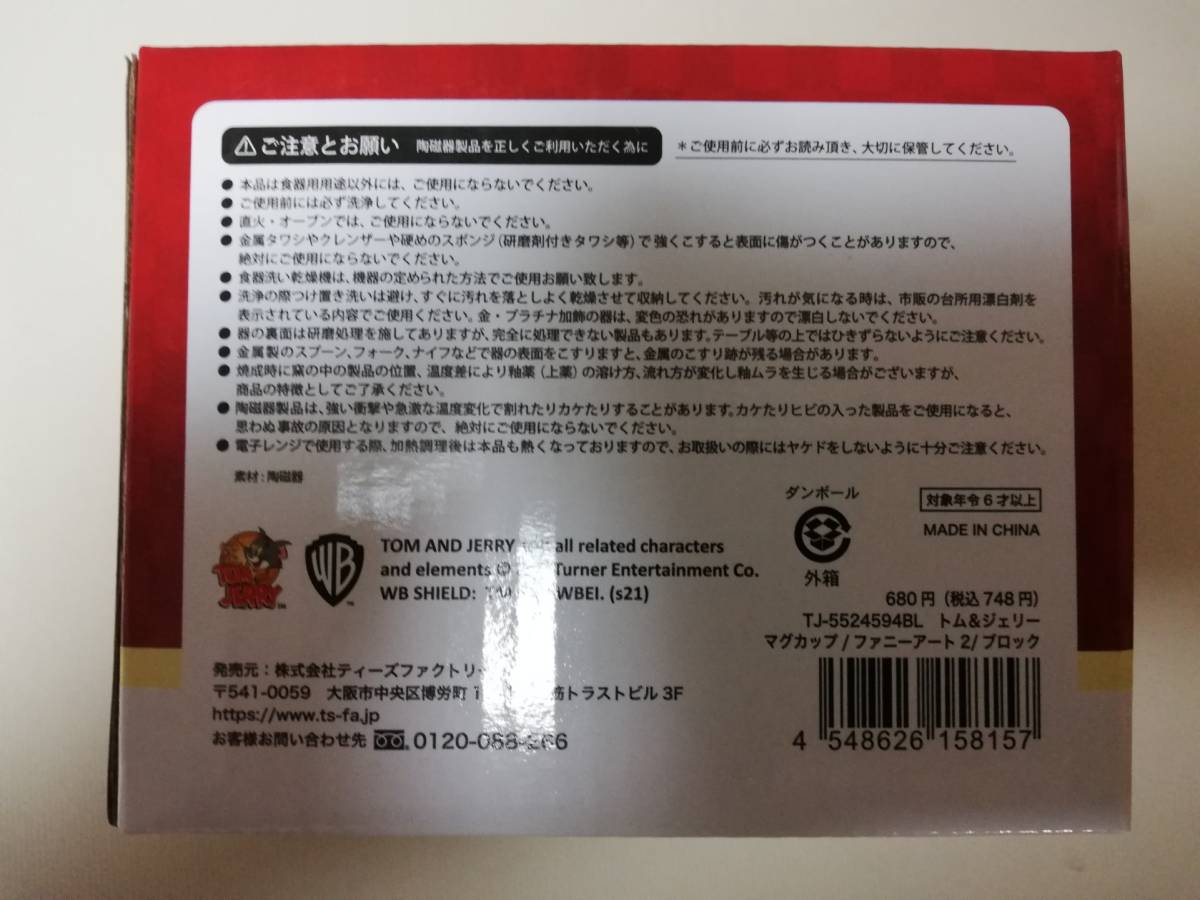 ⚠ご注意とお願い 陶磁器製品を正しくご利用いただく為に
＊ご使用前に必ずお読み頂き、大切に保管してください。
● 本品は食器用用途以外には、ご使用にならないでください。
● ご使用前には必ず洗浄してください。
● 直火・オーブンでは、ご使用にならないでください。
● 金属タワシやクレンザーや硬めのスポンジ（研磨剤付きタワシ等）で強くこすると表面に傷がつくことがありますので、
絶対にご使用にならないでください。
● 食器洗い乾燥機は、機器の定められた方法でご使用お願い致します。
● 洗浄の際つけ置き洗いは避け、すぐに汚れを落としよく乾燥させて収納してください。汚れが気になる時は、市販の台所用漂白剤を
表示されている内容でご使用ください。金・プラチナ加飾の器は、変色の恐れがありますので漂白しないでください。
● 器の裏面は研磨処理を施してありますが、完全に処理できない製品もあります。テーブル等の上ではひきずらないようにご注意ください。
● 金属製のスプーン、フォーク、ナイフなどで器の表面をこすりますと、金属のこすり跡が残る場合があります。
● 焼成時に窯の中の製品の位置、温度差により釉薬（上薬）の溶け方、流れ方が変化し釉ムラを生じる場合がございますが、
商品の特徴としてご了承ください。
● 陶磁器製品は、強い衝撃や急激な温度変化で割れたりカケたりすることがあります。カケたりヒビの入った製品をご使用になると、
思わぬ事故の原因となりますので、絶対にご使用にならないでください。
● 電子レンジで使用する際、加熱調理後は本品も熱くなっておりますので、お取扱いの際にはヤケドをしないように十分ご注意ください。
素材：陶磁器
ダンボール
外箱
対象年令6才以上
MADE IN CHINA
TOM AND JERRY
WB
TOM AND JERRY all related characters
and elements © Turner Entertainment Co.
WB SHIELD: WBEI. (s21)
680円（税込748円）
TJ-5524594BL トム＆ジェリー
マグカップ/ファニーアート2/ブロック
発売元：株式会社ティーズファクトリー
〒541-0059 大阪市中央区博労町 筋トラストビル3F
https://www.ts-fa.jp
お客様お問い合わせ先 0120-088-266
4 548626 158157